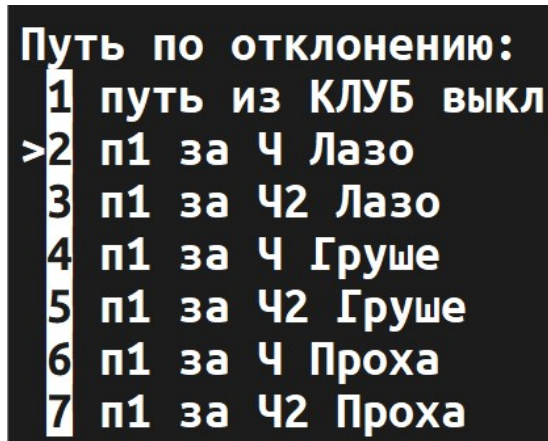 Путь по отклонению:
1 путь из КЛУБ выкл
>2 п1 за Ч Лазо
3 п1 за Ч2 Лазо
4 п1 за Ч Груше
5 п1 за Ч2 Груше
6 п1 за Ч Проха
7 п1 за Ч2 Проха